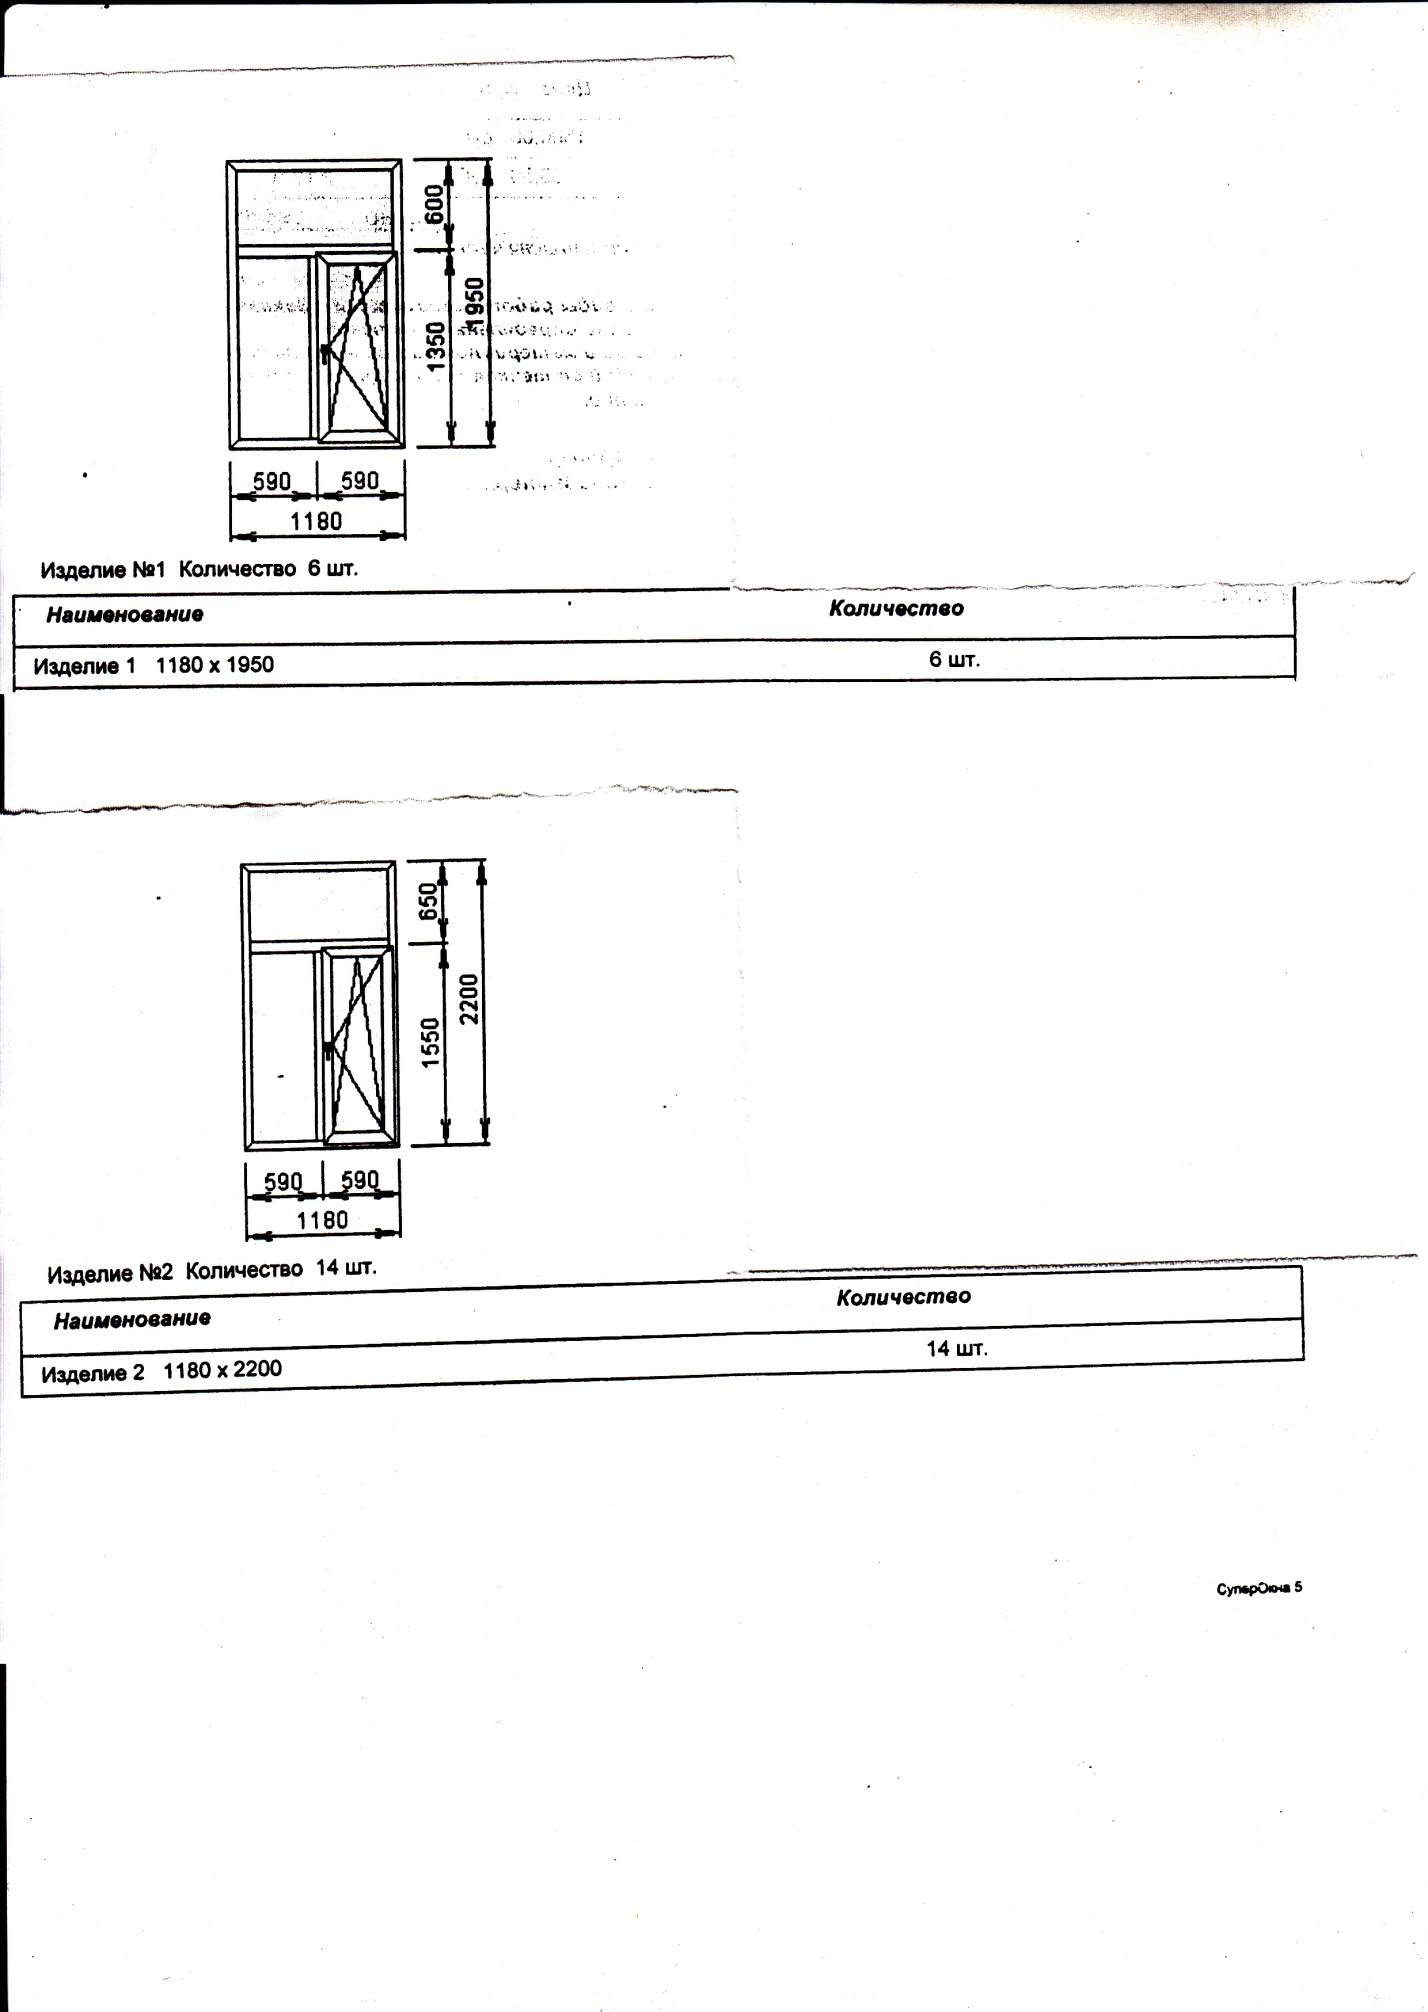 600
1350
1950
590 590
1180
Изделие №1 Количество 6 шт.
Наименование Количество
Изделие 1 1180 x 1950 6 шт.
650
1550
2200
590 590
1180
Изделие №2 Количество 14 шт.
Наименование Количество
Изделие 2 1180 x 2200 14 шт.
СуперОкна 5